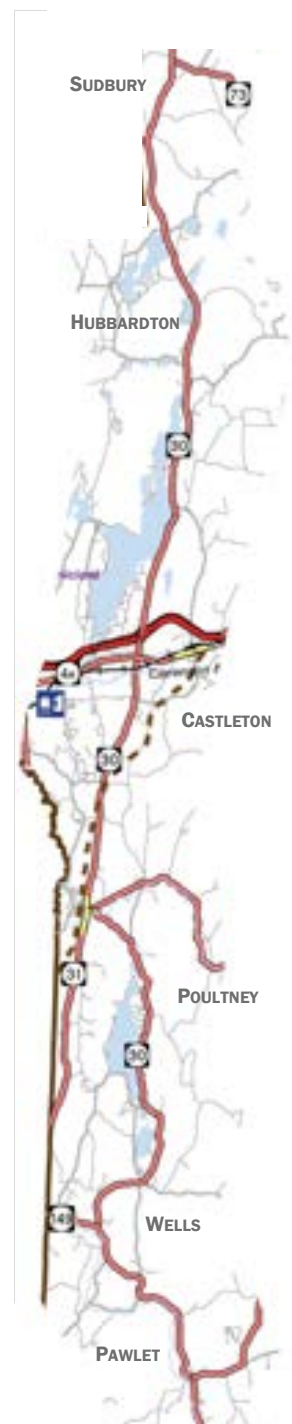 SUDBURY
73
HUBBARDTON
30
4A
CASTLETON
30
31
POULTNEY
30
149
WELLS
PAWLET